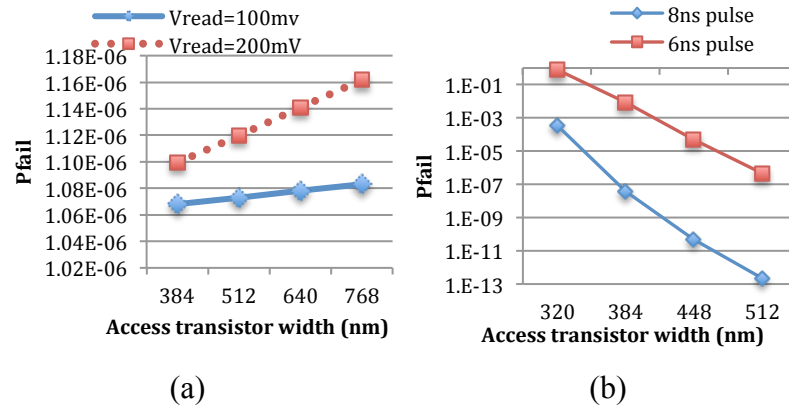 Vread=100mv
Vread=200mV
1.18E-06
1.16E-06
1.14E-06
1.12E-06
1.10E-06
1.08E-06
1.06E-06
1.04E-06
1.02E-06
Pfail
384 512 640 768
Access transistor width (nm)
(a)
8ns pulse
6ns pulse
1.E-01
1.E-03
1.E-05
1.E-07
1.E-09
1.E-11
1.E-13
Pfail
320 384 448 512
Access transistor width (nm)
(b)